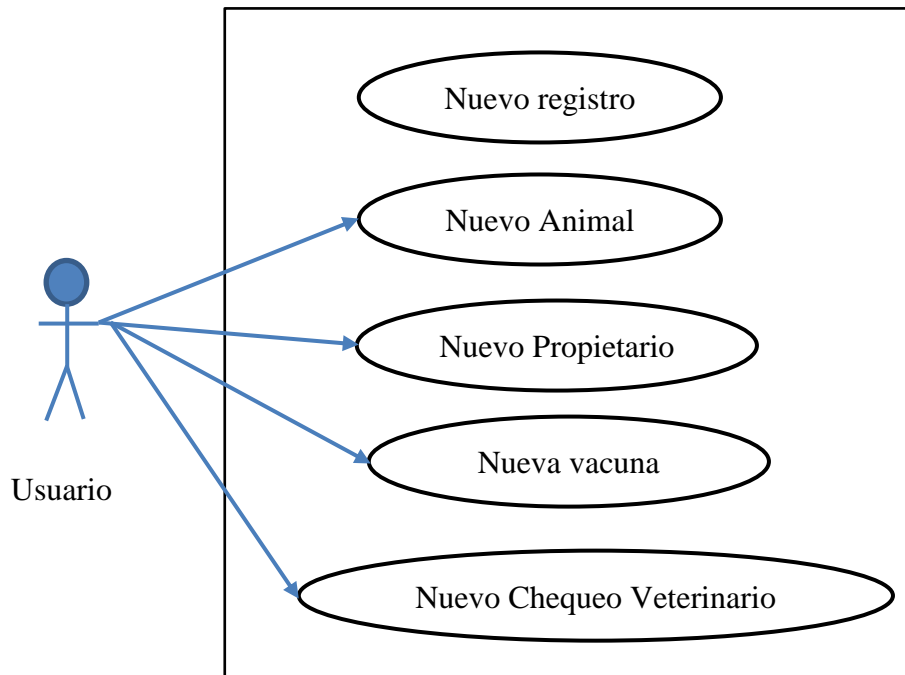 Nuevo registro
Nuevo Animal
Nuevo Propietario
Nueva vacuna
Usuario
Nuevo Chequeo Veterinario